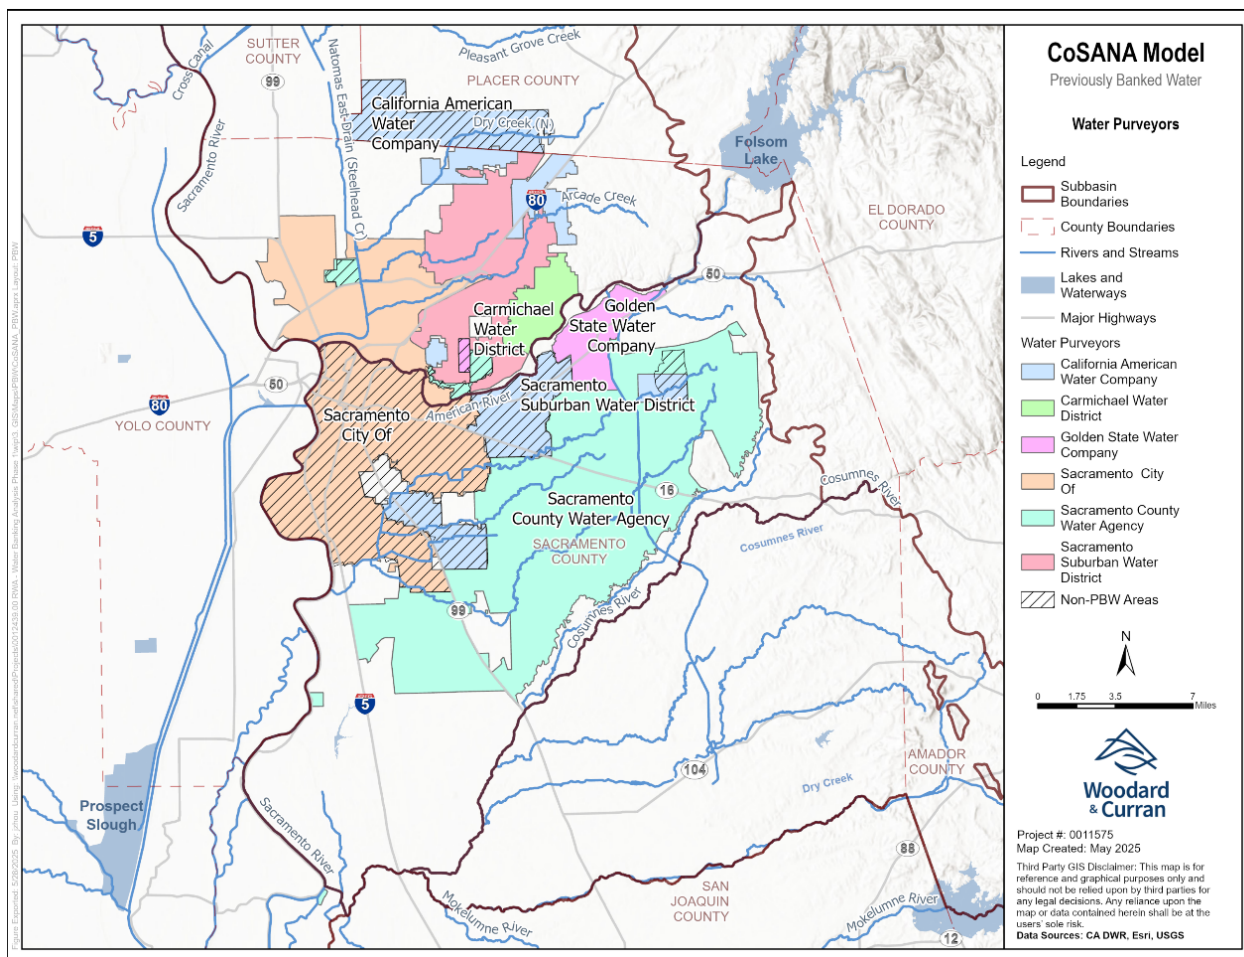 SUTTER
COUNTY
99
Cross Canal
Natomas East-Drain (Steelhead Cr)
Pleasant Grove Creek
PLACER COUNTY
California American
Water
Company
Dry Creek (N)
Sacramento River
Folsom
Lake
80
Arcade Creek
EL DORADO
COUNTY
5
50
Golden
State Water
Company
Carmichael
Water
District
50
80
YOLO COUNTY
American River
Sacramento
Suburban Water District
Sacramento
City Of
16
Cosumnes River
Sacramento
County Water Agency
SACRAMENTO
COUNTY
Cosumnes River
99
Cosumnes River
5
104
AMADOR
COUNTY
Dry Creek
Prospect
Slough
Sacramento River
88
SAN
JOAQUIN
COUNTY
Mokelumne River
Mokelumne River
12
CoSANA Model
Previously Banked Water
Water Purveyors
Legend
Subbasin
Boundaries
County Boundaries
Rivers and Streams
Lakes and
Waterways
Major Highways
Water Purveyors
California American
Water Company
Carmichael Water
District
Golden State Water
Company
Sacramento City
Of
Sacramento County
Water Agency
Sacramento
Suburban Water
District
Non-PBW Areas
N
0 1.75 3.5 7
Miles
Woodard
& Curran
Project #: 0011575
Map Created: May 2025
Third Party GIS Disclaimer: This map is for
reference and graphical purposes only and
should not be relied upon by third parties for
any legal decisions. Any reliance upon the
map or data contained herein shall be at the
users' sole risk.
Data Sources: CA DWR, Esri, USGS